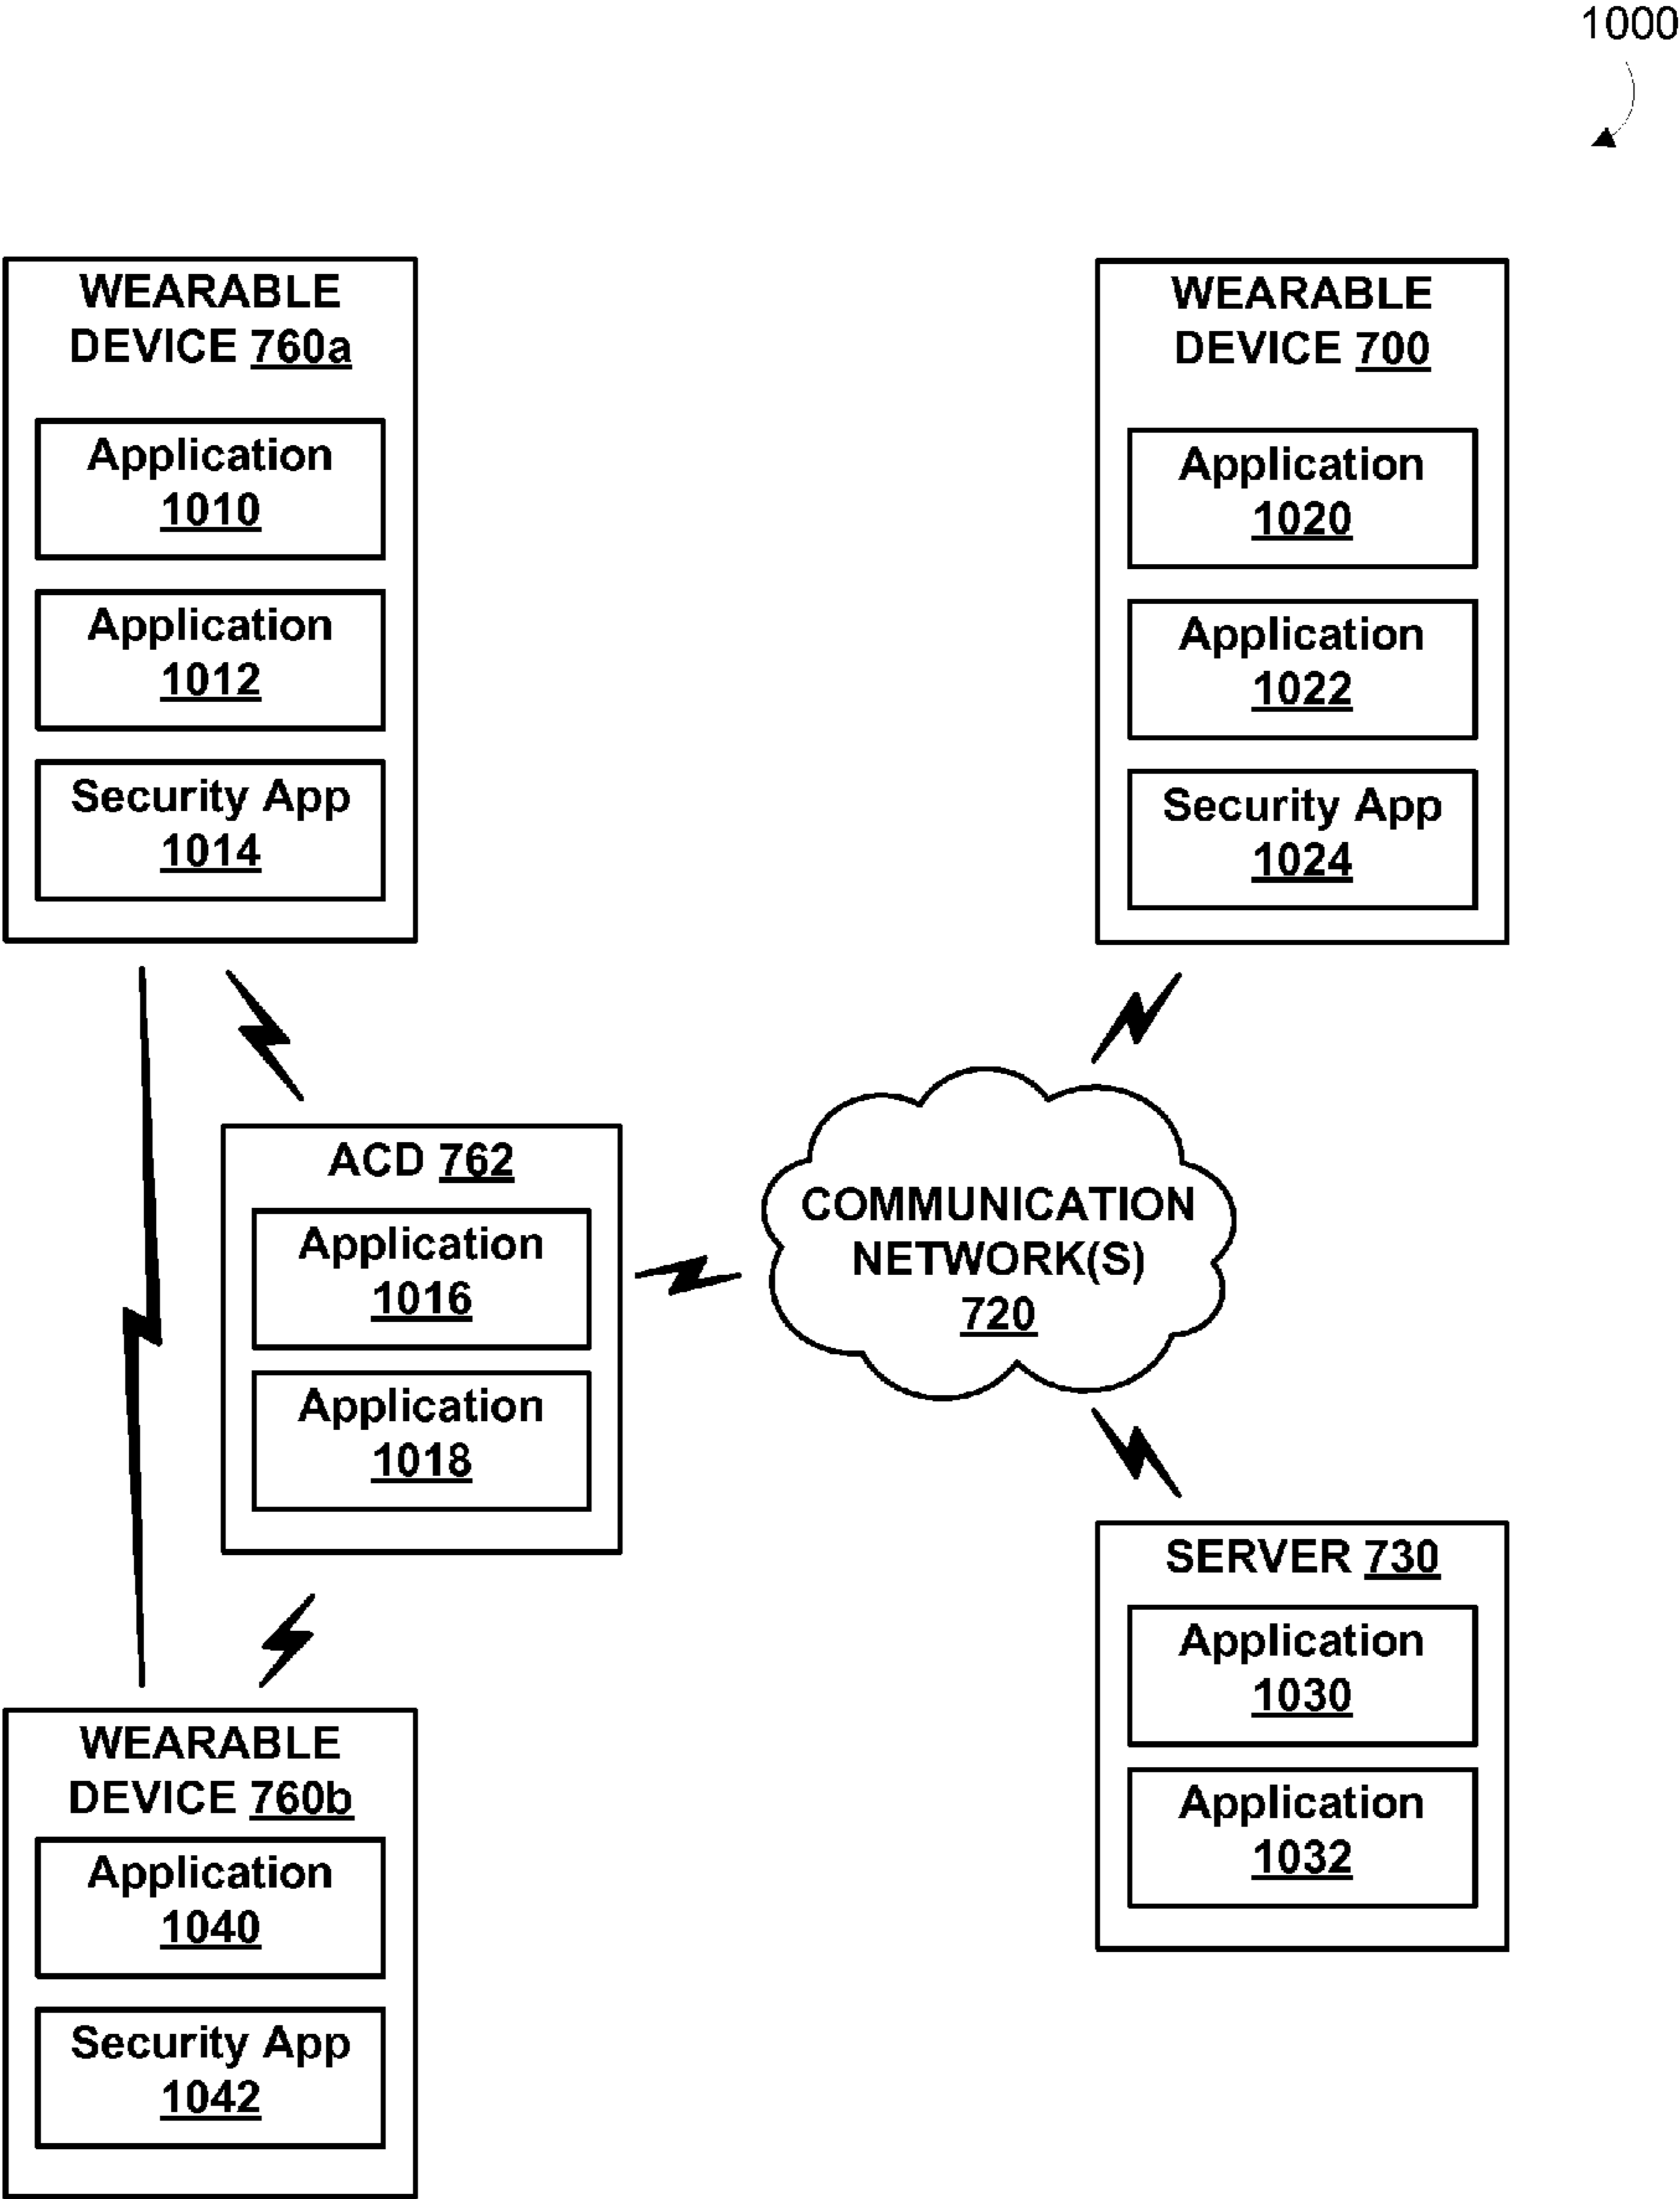 1000
WEARABLE
DEVICE 760a
Application
1010
Application
1012
Security App
1014
WEARABLE
DEVICE 700
Application
1020
Application
1022
Security App
1024
ACD 762
Application
1016
Application
1018
COMMUNICATION
NETWORK(S)
720
SERVER 730
Application
1030
Application
1032
WEARABLE
DEVICE 760b
Application
1040
Security App
1042